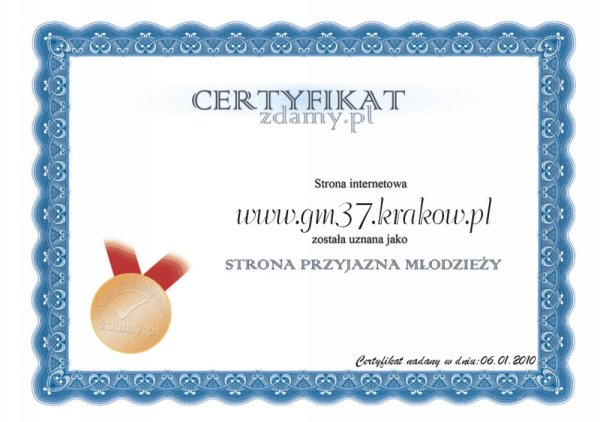 CERTYFIKAT
zdamy.pl
Strona internetowa
www.gm37.krakow.pl
została uznana jako
STRONA PRZYJAZNA MŁODZIEŻY
zdamy.pl
Certyfikat nadany w dniu:06.01.2010